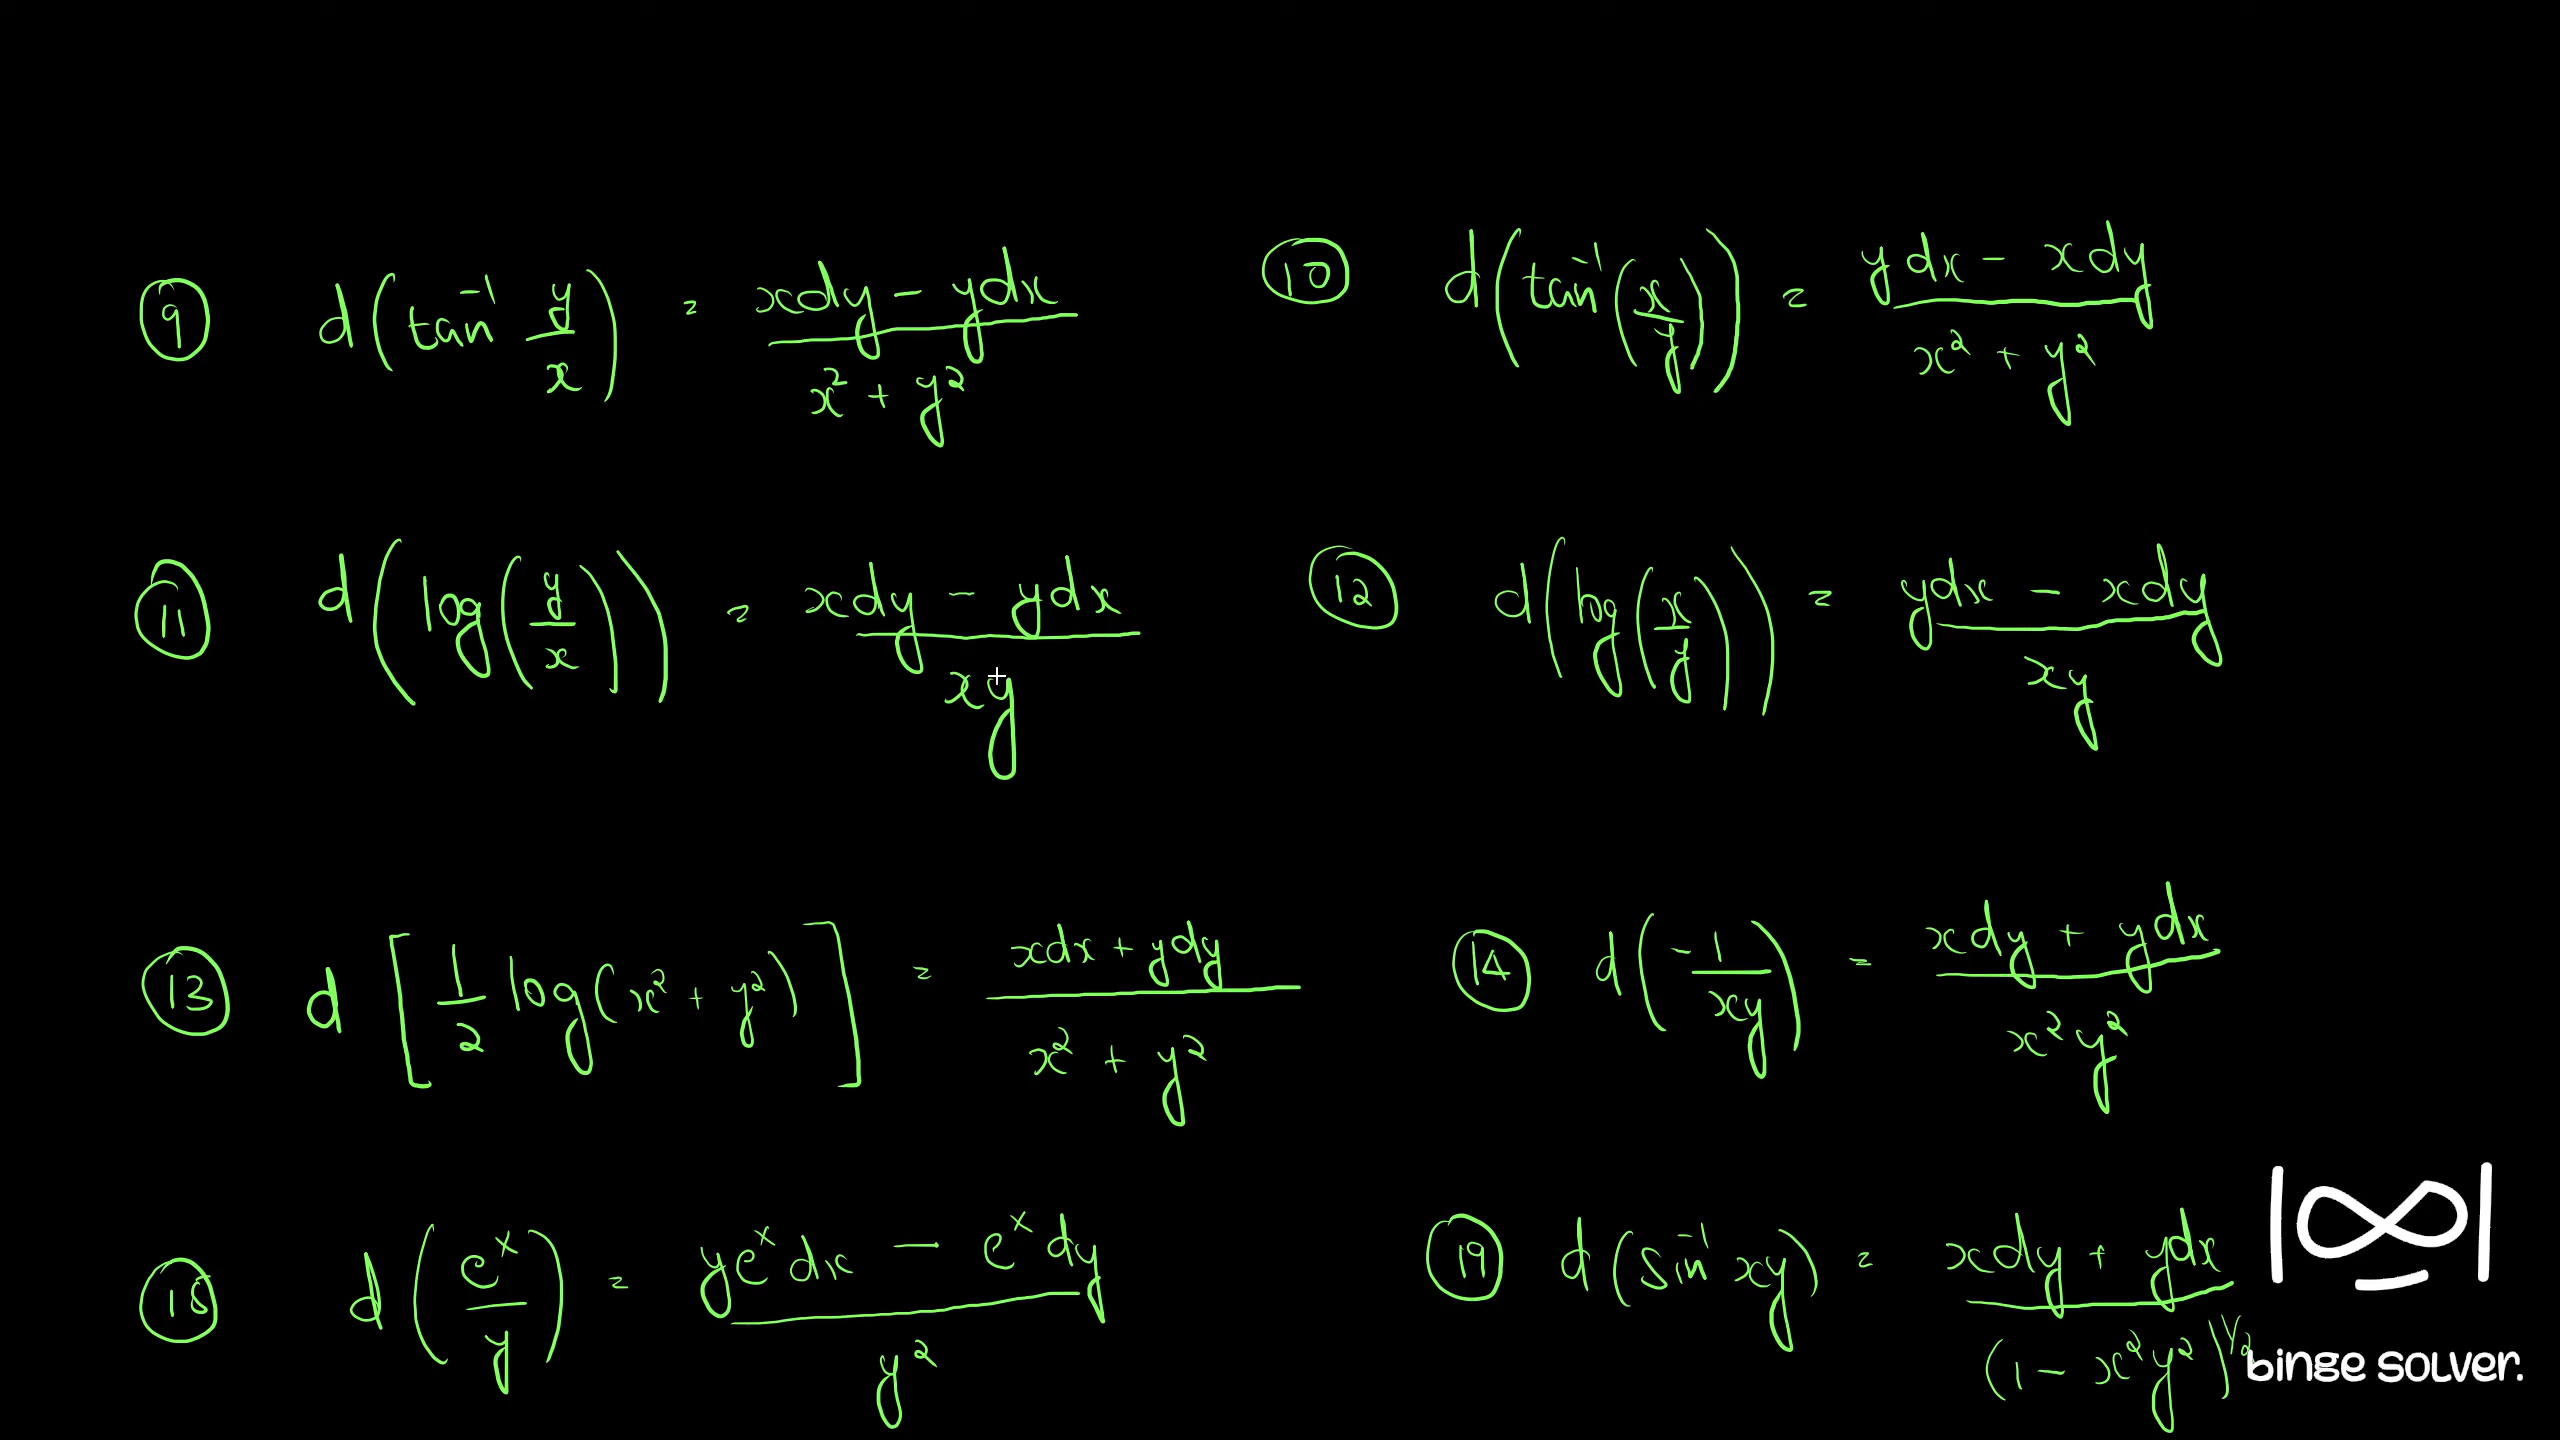 ⑨ d(tan⁻¹ y/x) = (xdy − ydx)/(x² + y²)
⑩ d(tan⁻¹(x/y)) = (ydx − xdy)/(x² + y²)
⑪ d(log(y/x)) = (xdy − ydx)/xy
⑫ d(log(x/y)) = (ydx − xdy)/xy
⑬ d[1/2 log(x² + y²)] = (xdx + ydy)/(x² + y²)
⑭ d(-1/xy) = (xdy + ydx)/x²y²
⑮ d(eˣ/y) = (yeˣdx − eˣdy)/y²
⑲ d(sin⁻¹ xy) = (xdy + ydx)/(1 − x²y²)^1/2
binge solver.